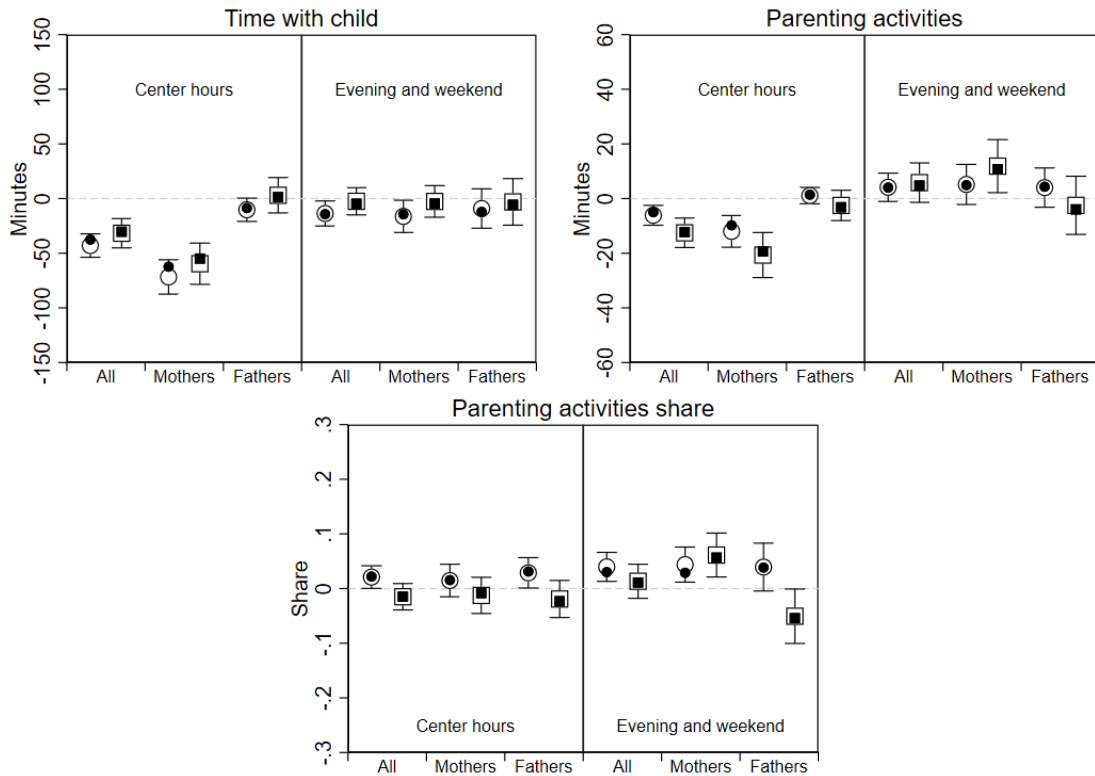 Time with child
Minutes
150
100
50
0
-50
-100
-150
Center hours
Evening and weekend
All Mothers Fathers All Mothers Fathers
Parenting activities
Minutes
60
40
20
0
-20
-40
-60
Center hours
Evening and weekend
All Mothers Fathers All Mothers Fathers
Parenting activities share
Share
.3
.2
.1
0
-.1
-.2
-.3
Center hours
Evening and weekend
All Mothers Fathers All Mothers Fathers